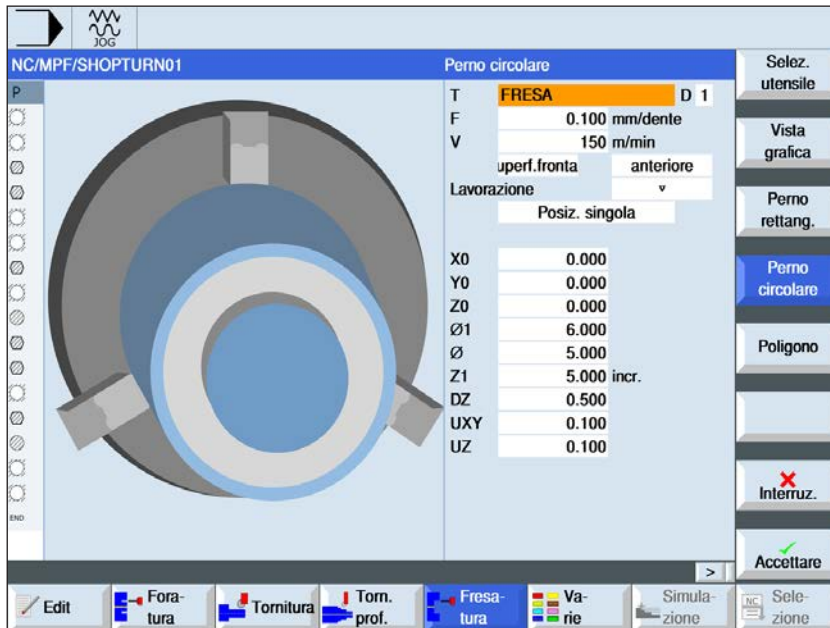 JOG
NC/MPF/SHOPTURN01
Perno circolare
P
T FRESA D 1
F 0.100 mm/dente
V 150 m/min
uperf.fronta anteriore
Lavorazione ▿
Posiz. singola
X0 0.000
Y0 0.000
Z0 0.000
Ø1 6.000
Ø 5.000
Z1 5.000 incr.
DZ 0.500
UXY 0.100
UZ 0.100
END
>
Selez.
utensile
Vista
grafica
Perno
rettang.
Perno
circolare
Poligono
Interruz.
Accettare
Edit
Fora-
tura
Tornitura
Torn.
prof.
Fresa-
tura
Va-
rie
Simula-
zione
NC
Sele-
zione